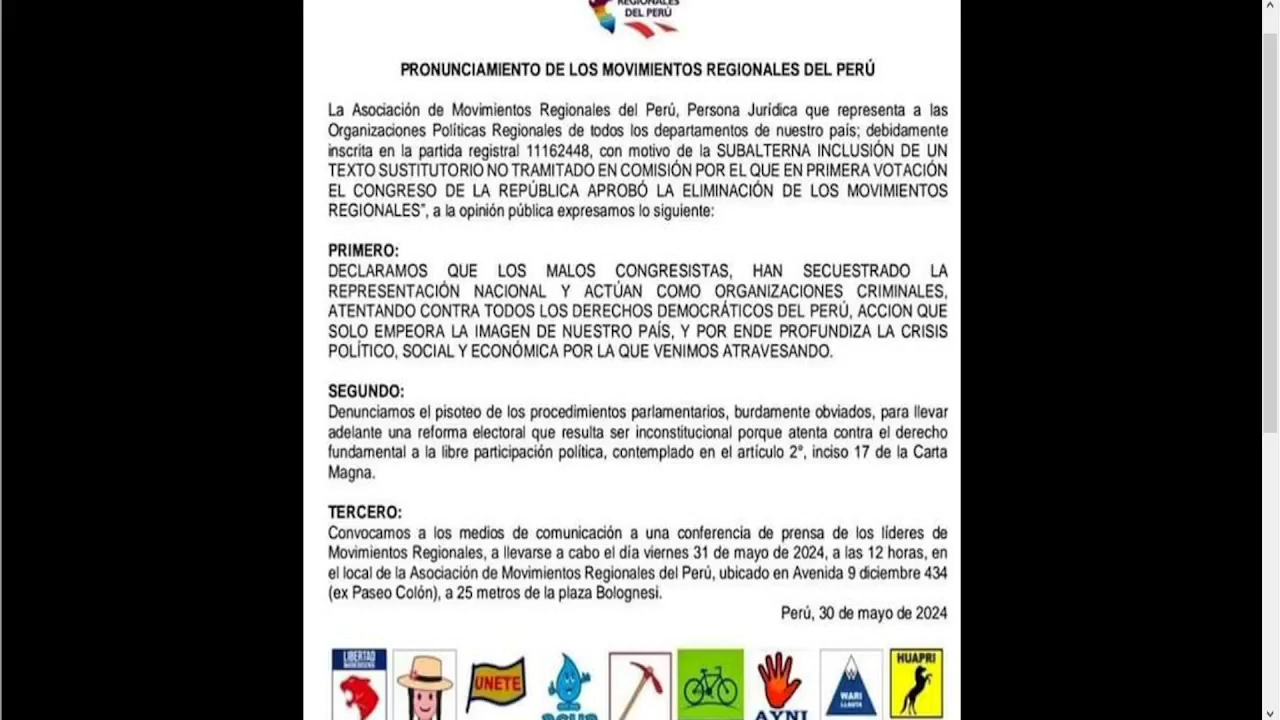 REGIONALES
DEL PERÚ
PRONUNCIAMIENTO DE LOS MOVIMIENTOS REGIONALES DEL PERÚ
La Asociación de Movimientos Regionales del Perú, Persona Jurídica que representa a las
Organizaciones Políticas Regionales de todos los departamentos de nuestro país; debidamente
inscrita en la partida registral 11162448, con motivo de la SUBALTERNA INCLUSIÓN DE UN
TEXTO SUSTITUTORIO NO TRAMITADO EN COMISIÓN POR EL QUE EN PRIMERA VOTACIÓN
EL CONGRESO DE LA REPÚBLICA APROBÓ LA ELIMINACIÓN DE LOS MOVIMIENTOS
REGIONALES”, a la opinión pública expresamos lo siguiente:
PRIMERO:
DECLARAMOS QUE LOS MALOS CONGRESISTAS, HAN SECUESTRADO LA
REPRESENTACIÓN NACIONAL Y ACTÚAN COMO ORGANIZACIONES CRIMINALES,
ATENTANDO CONTRA TODOS LOS DERECHOS DEMOCRÁTICOS DEL PERÚ, ACCION QUE
SOLO EMPEORA LA IMAGEN DE NUESTRO PAÍS, Y POR ENDE PROFUNDIZA LA CRISIS
POLÍTICO, SOCIAL Y ECONÓMICA POR LA QUE VENIMOS ATRAVESANDO.
SEGUNDO:
Denunciamos el pisoteo de los procedimientos parlamentarios, burdamente obviados, para llevar
adelante una reforma electoral que resulta ser inconstitucional porque atenta contra el derecho
fundamental a la libre participación política, contemplado en el artículo 2°, inciso 17 de la Carta
Magna.
TERCERO:
Convocamos a los medios de comunicación a una conferencia de prensa de los líderes de
Movimientos Regionales, a llevarse a cabo el día viernes 31 de mayo de 2024, a las 12 horas, en
el local de la Asociación de Movimientos Regionales del Perú, ubicado en Avenida 9 diciembre 434
(ex Paseo Colón), a 25 metros de la plaza Bolognesi.
Perú, 30 de mayo de 2024
LIBERTAD
UNETE
AGUA
AYNI
WARI
LLAQTA
HUAPRI